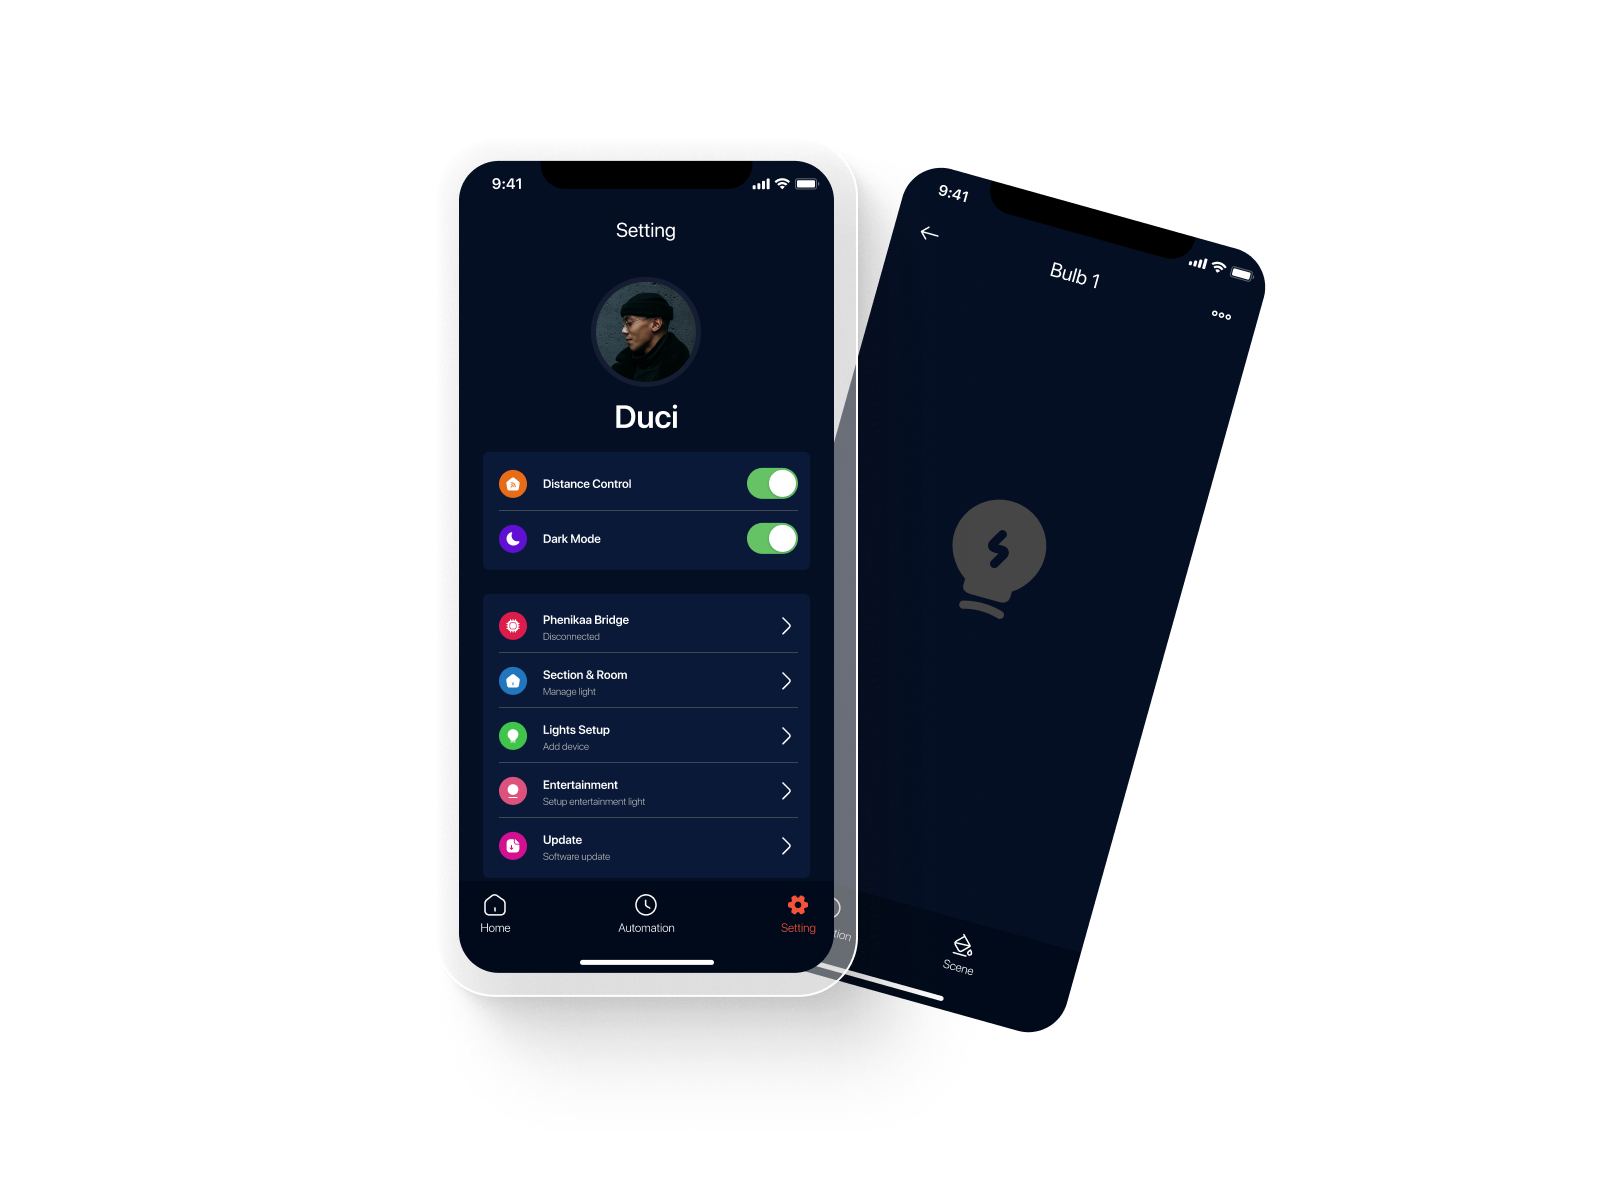 9:41
Setting
Duci
Distance Control
Dark Mode
Phenikaa Bridge
Disconnected
Section & Room
Manage light
Lights Setup
Add device
Entertainment
Setup entertainment light
Update
Software update
Home
Automation
Setting
9:41
Bulb 1
tion
Scene